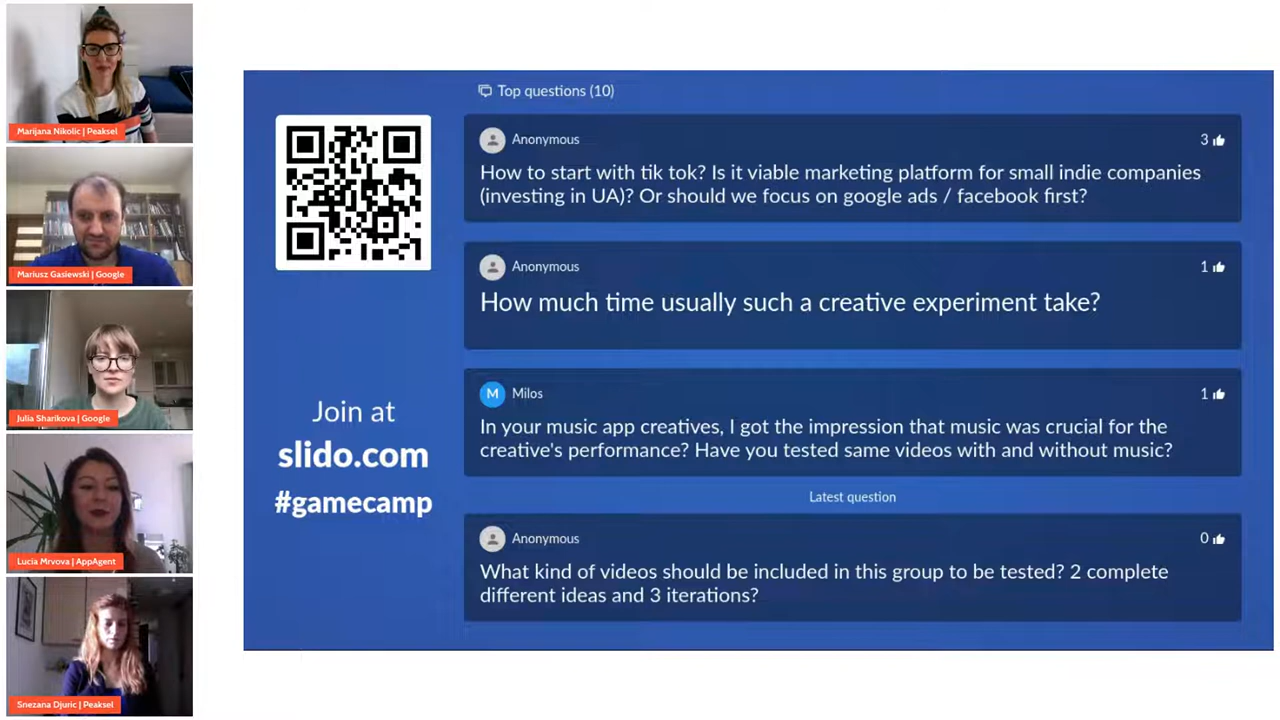 Marijana Nikolic | Peaksel
Mariusz Gasiewski | Google
Julia Sharikova | Google
Lucia Mrvova | AppAgent
Snezana Djuric | Peaksel
Join at
slido.com
#gamecamp
Top questions (10)
Anonymous
3
How to start with tik tok? Is it viable marketing platform for small indie companies
(investing in UA)? Or should we focus on google ads / facebook first?
Anonymous
1
How much time usually such a creative experiment take?
M
Milos
1
In your music app creatives, I got the impression that music was crucial for the
creative's performance? Have you tested same videos with and without music?
Latest question
Anonymous
0
What kind of videos should be included in this group to be tested? 2 complete
different ideas and 3 iterations?